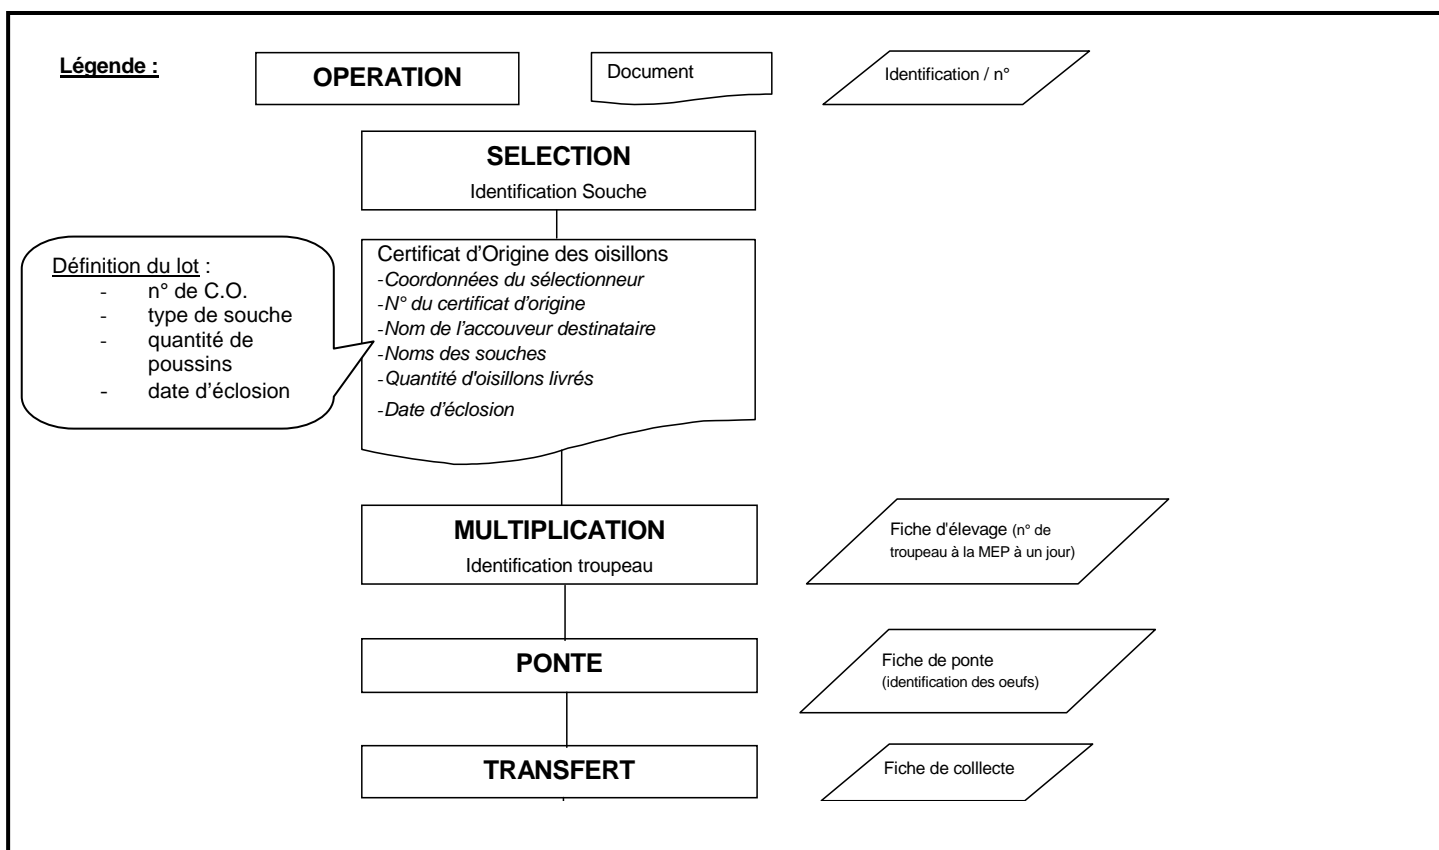 Légende :
OPERATION
Document
Identification / n°
SELECTION
Identification Souche
Définition du lot :
- n° de C.O.
- type de souche
- quantité de
poussins
- date d’éclosion
Certificat d’Origine des oisillons
-Coordonnées du sélectionneur
-N° du certificat d’origine
-Nom de l’accouveur destinataire
-Noms des souches
-Quantité d'oisillons livrés
-Date d’éclosion
MULTIPLICATION
Identification troupeau
Fiche d'élevage (n° de
troupeau à la MEP à un jour)
PONTE
Fiche de ponte
(identification des oeufs)
TRANSFERT
Fiche de colllecte